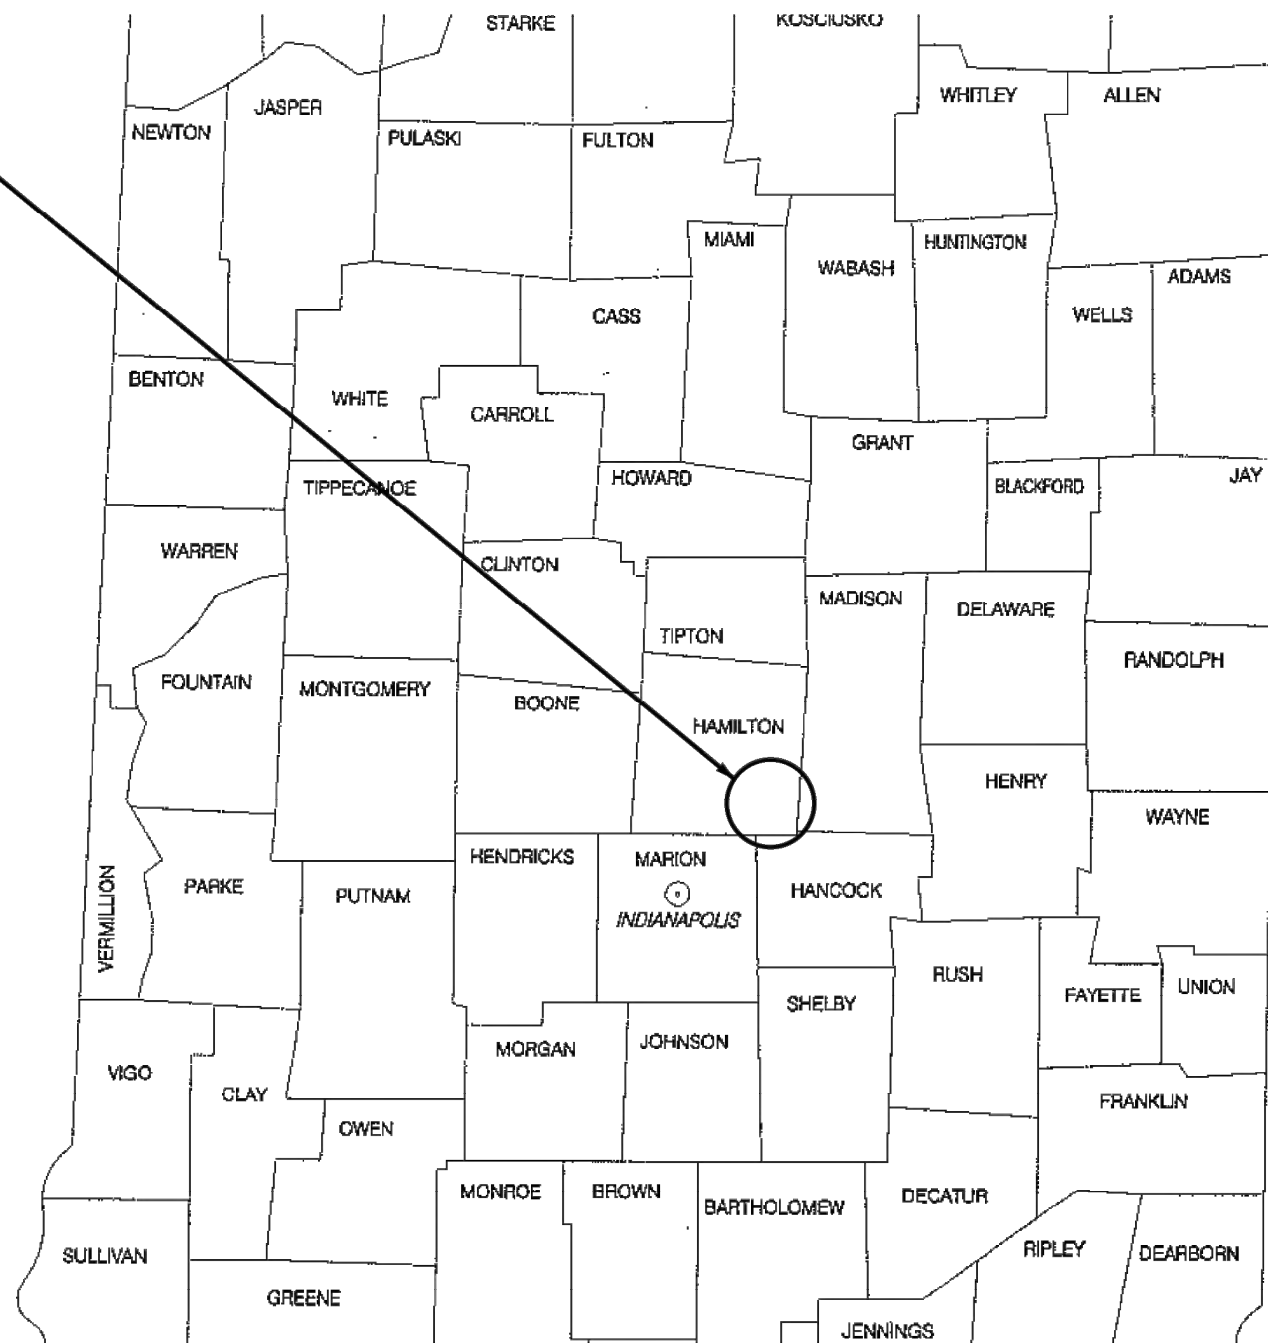 STARKE
KOSCIUSKO
WHITLEY
ALLEN
JASPER
NEWTON
PULASKI
FULTON
MIAMI
HUNTINGTON
WABASH
ADAMS
CASS
WELLS
BENTON
WHITE
CARROLL
GRANT
HOWARD
JAY
TIPPECANOE
BLACKFORD
WARREN
CLINTON
MADISON
DELAWARE
TIPTON
RANDOLPH
FOUNTAIN
MONTGOMERY
BOONE
HAMILTON
HENRY
WAYNE
HENDRICKS
MARION
PARKE
PUTNAM
HANCOCK
VERMILLION
INDIANAPOLIS
RUSH
UNION
FAYETTE
SHELBY
JOHNSON
MORGAN
VIGO
CLAY
FRANKLIN
OWEN
MONROE
BROWN
DECATUR
BARTHOLOMEW
RIPLEY
DEARBORN
SULLIVAN
GREENE
JENNINGS